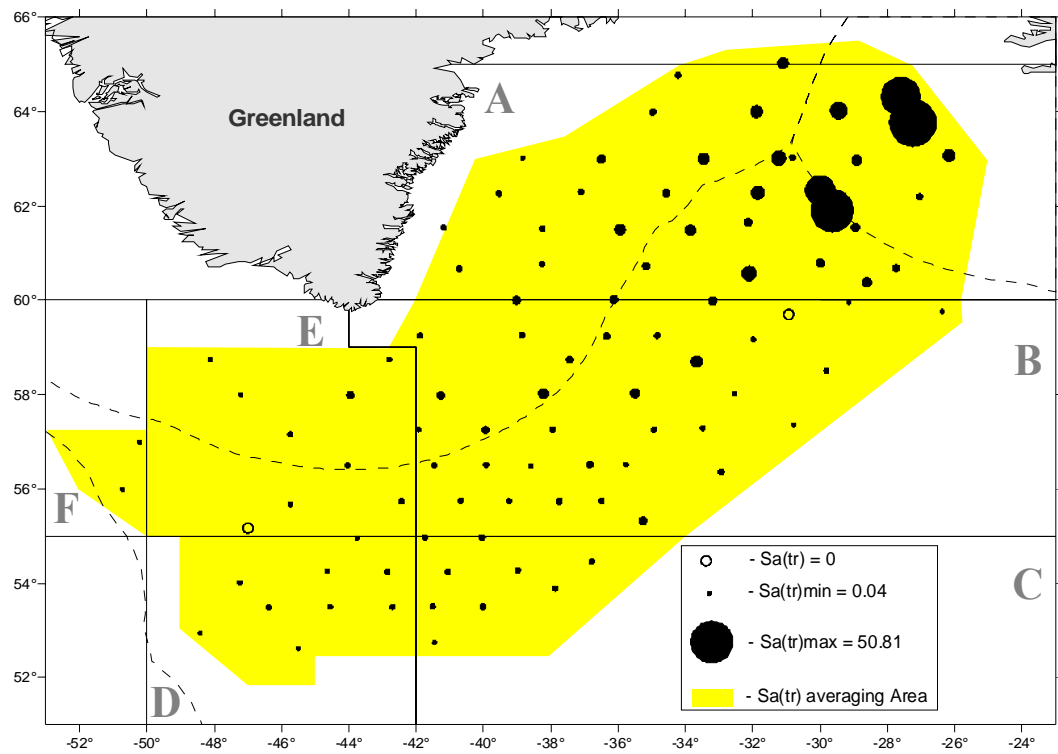 66°
64°
62°
60°
58°
56°
54°
52°
Greenland
A
B
C
D
E
F
- Sa(tr) = 0
- Sa(tr)min = 0.04
- Sa(tr)max = 50.81
- Sa(tr) averaging Area
-52 -50 -48 -46 -44 -42 -40 -38 -36 -34 -32 -30 -28 -26 -24